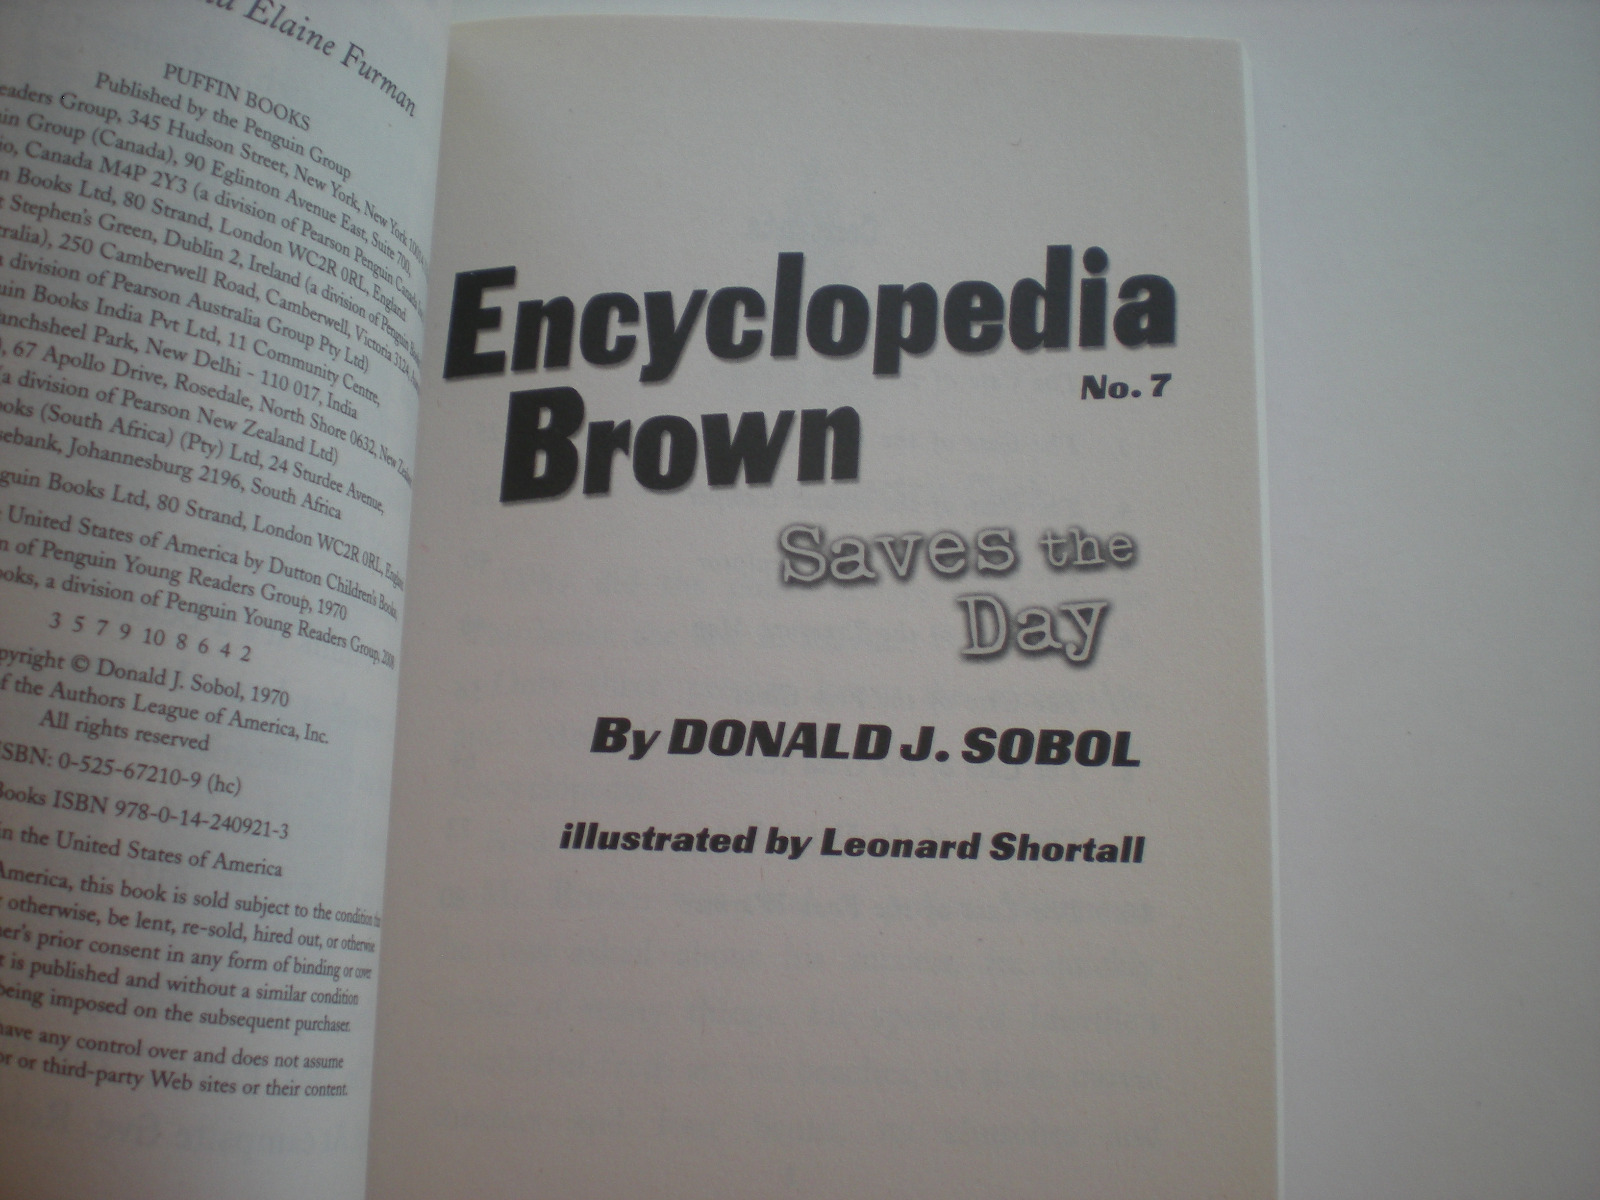 Elaine Furman
PUFFIN BOOKS
Published by the Penguin Group
eaders Group, 345 Hudson Street, New York, New York
in Group (Canada), 90 Eglinton Avenue East, Suite 700,
io, Canada M4P 2Y3 (a division of Pearson Penguin Canada
n Books Ltd, 80 Strand, London WC2R 0RL, England
Stephen's Green, Dublin 2, Ireland (a division of Penguin
ralia), 250 Camberwell Road, Camberwell, Victoria 3124,
division of Pearson Australia Group Pty Ltd)
uin Books India Pvt Ltd, 11 Community Centre,
anchsheel Park, New Delhi - 110 017, India
, 67 Apollo Drive, Rosedale, North Shore 0632, New
a division of Pearson New Zealand Ltd)
ooks (South Africa) (Pty) Ltd, 24 Sturdee Avenue,
sebank, Johannesburg 2196, South Africa
guin Books Ltd, 80 Strand, London WC2R 0RL, England
United States of America by Dutton Children's Books,
n of Penguin Young Readers Group, 1970
ooks, a division of Penguin Young Readers Group,
3 5 7 9 10 8 6 4 2
pyright © Donald J. Sobol, 1970
f the Authors League of America, Inc.
All rights reserved
ISBN: 0-525-67210-9 (hc)
Books ISBN 978-0-14-240921-3
in the United States of America
America, this book is sold subject to the condition
otherwise, be lent, re-sold, hired out, or otherwise
er's prior consent in any form of binding or cover
t is published and without a similar condition
being imposed on the subsequent purchaser.
have any control over and does not assume
or or third-party Web sites or their content.
Encyclopedia
No. 7
Brown
Saves the
Day
By DONALD J. SOBOL
illustrated by Leonard Shortall